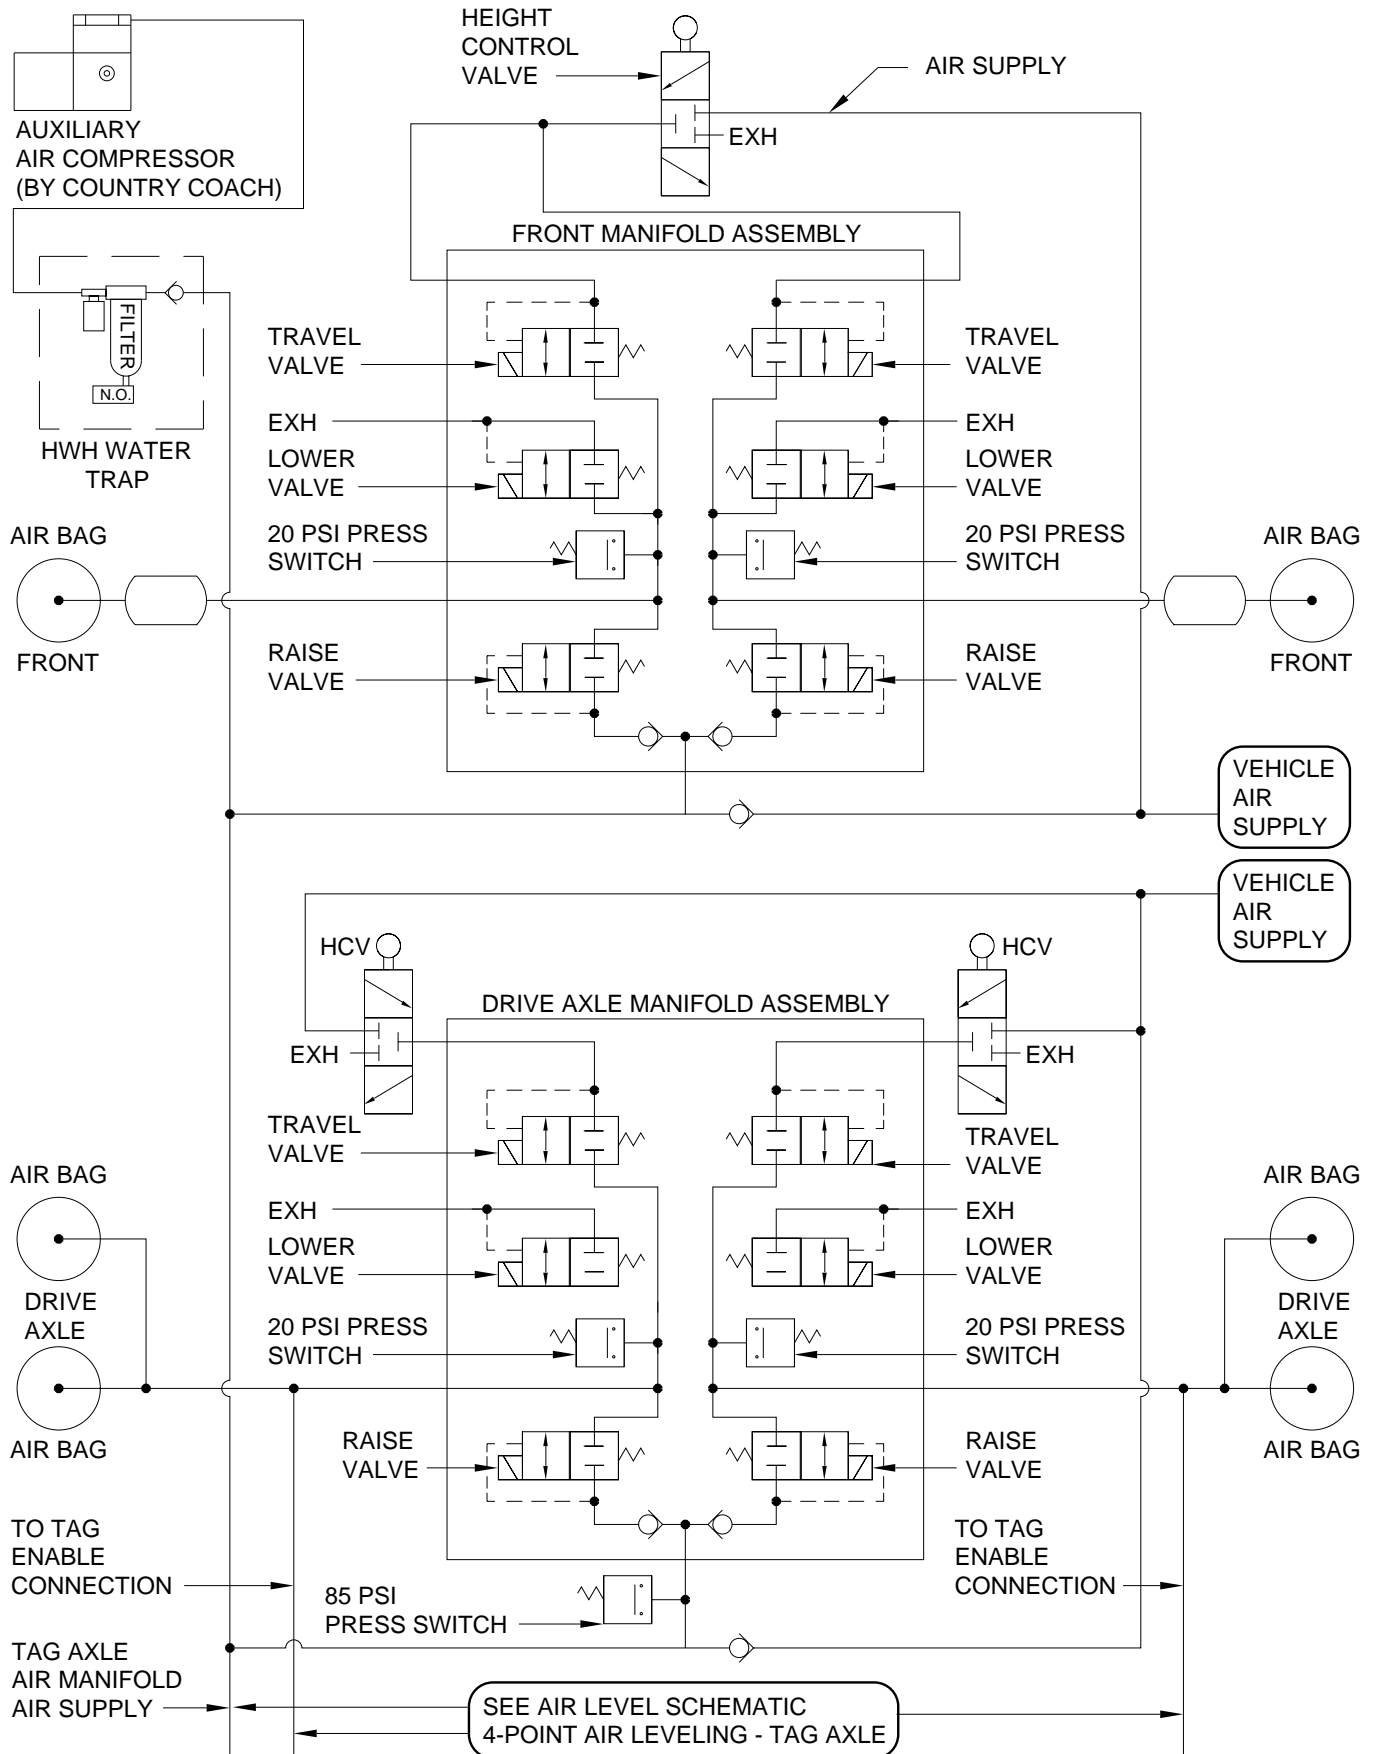 HEIGHT
CONTROL
VALVE
AIR SUPPLY
EXH
AUXILIARY
AIR COMPRESSOR
(BY COUNTRY COACH)
FRONT MANIFOLD ASSEMBLY
FILTER
N.O.
HWH WATER
TRAP
TRAVEL
VALVE
TRAVEL
VALVE
EXH
EXH
LOWER
VALVE
LOWER
VALVE
20 PSI PRESS
SWITCH
20 PSI PRESS
SWITCH
AIR BAG
FRONT
AIR BAG
FRONT
RAISE
VALVE
RAISE
VALVE
VEHICLE
AIR
SUPPLY
VEHICLE
AIR
SUPPLY
HCV
HCV
DRIVE AXLE MANIFOLD ASSEMBLY
EXH
EXH
TRAVEL
VALVE
TRAVEL
VALVE
AIR BAG
AIR BAG
EXH
EXH
LOWER
VALVE
LOWER
VALVE
DRIVE
AXLE
DRIVE
AXLE
20 PSI PRESS
SWITCH
20 PSI PRESS
SWITCH
AIR BAG
AIR BAG
RAISE
VALVE
RAISE
VALVE
TO TAG
ENABLE
CONNECTION
TO TAG
ENABLE
CONNECTION
85 PSI
PRESS SWITCH
TAG AXLE
AIR MANIFOLD
AIR SUPPLY
SEE AIR LEVEL SCHEMATIC
4-POINT AIR LEVELING - TAG AXLE